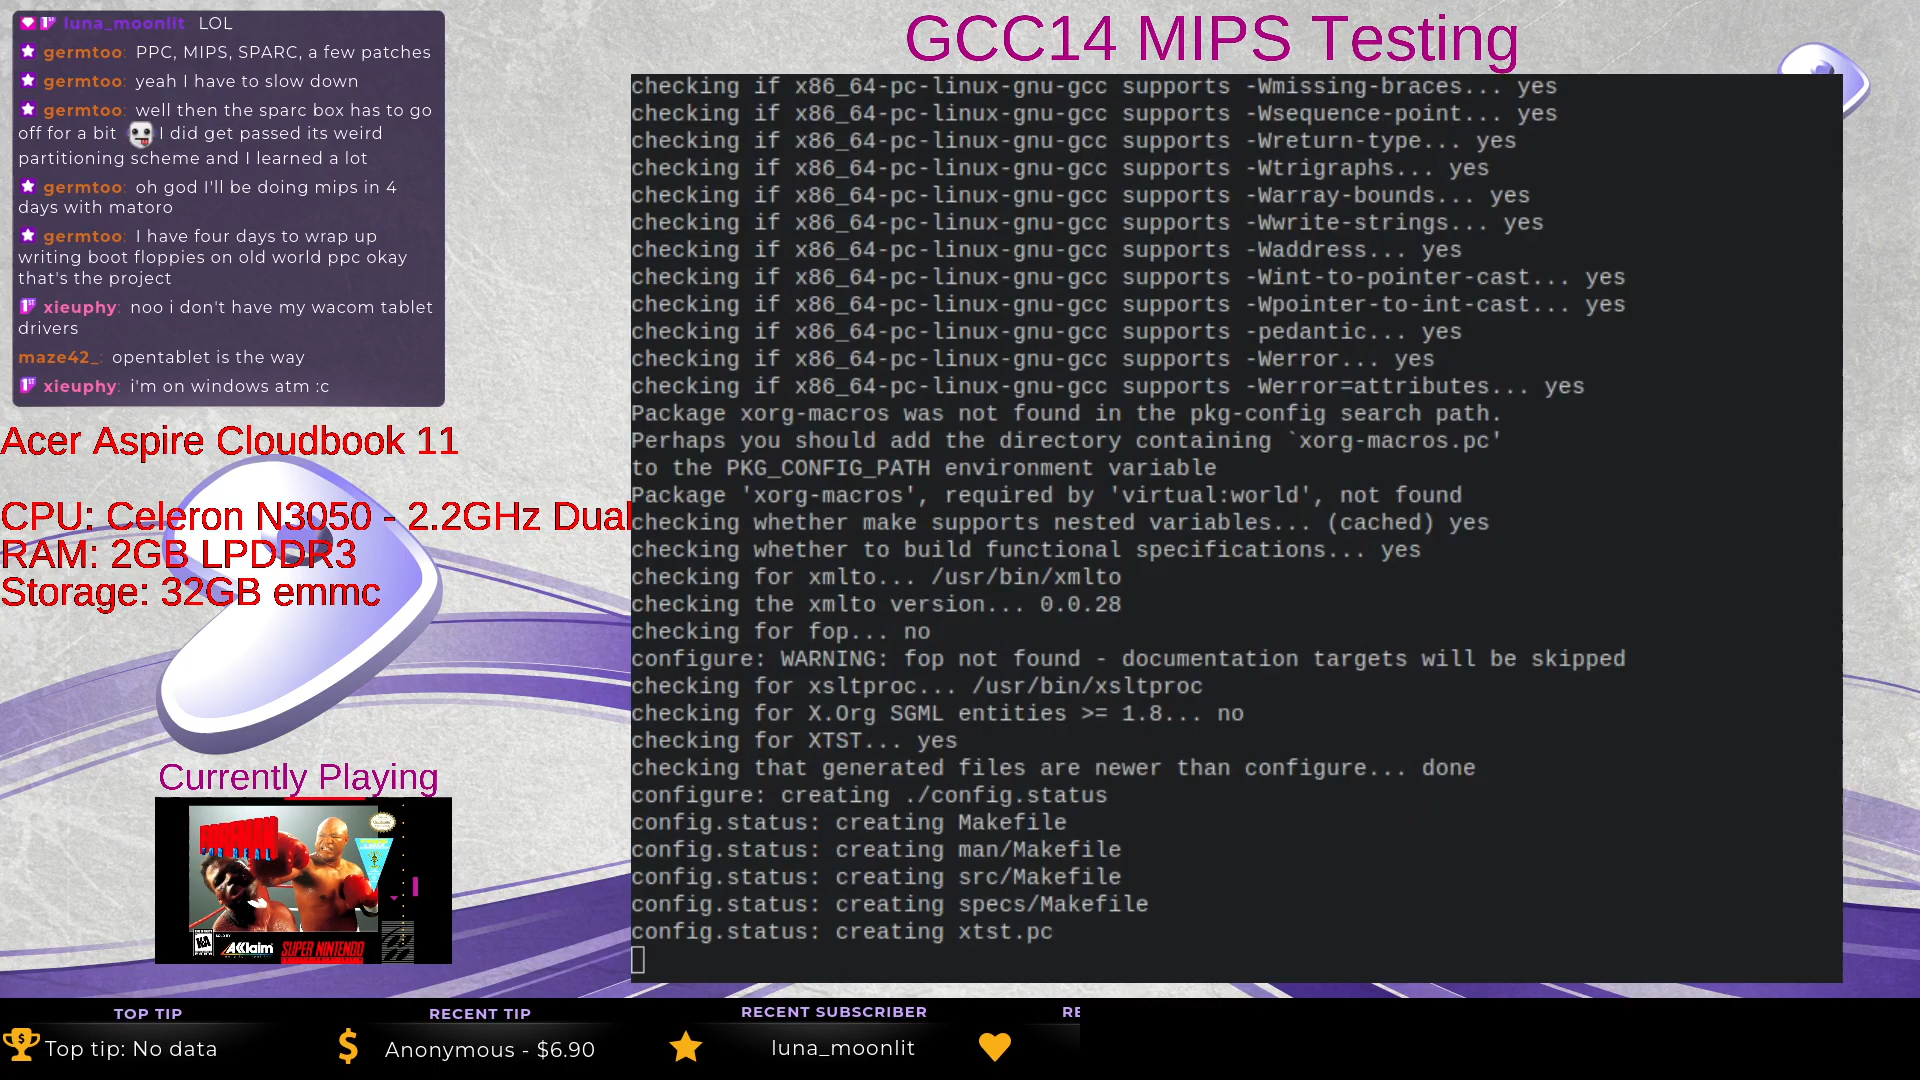 luna_moonlit LOL
germtoo: PPC, MIPS, SPARC, a few patches
germtoo: yeah I have to slow down
germtoo: well then the sparc box has to go
off for a bit I did get passed its weird
partitioning scheme and I learned a lot
germtoo: oh god I'll be doing mips in 4
days with matoro
germtoo: I have four days to wrap up
writing boot floppies on old world ppc okay
that's the project
xieuphy: noo i don't have my wacom tablet
drivers
maze42_: opentablet is the way
xieuphy: i'm on windows atm :c
Acer Aspire Cloudbook 11
CPU: Celeron N3050 - 2.2GHz Dual
RAM: 2GB LPDDR3
Storage: 32GB emmc
Currently Playing
FOREMAN
FOR REAL
AKklaim
SUPER NINTENDO
GCC14 MIPS Testing
checking if x86_64-pc-linux-gnu-gcc supports -Wmissing-braces... yes
checking if x86_64-pc-linux-gnu-gcc supports -Wsequence-point... yes
checking if x86_64-pc-linux-gnu-gcc supports -Wreturn-type... yes
checking if x86_64-pc-linux-gnu-gcc supports -Wtrigraphs... yes
checking if x86_64-pc-linux-gnu-gcc supports -Warray-bounds... yes
checking if x86_64-pc-linux-gnu-gcc supports -Wwrite-strings... yes
checking if x86_64-pc-linux-gnu-gcc supports -Waddress... yes
checking if x86_64-pc-linux-gnu-gcc supports -Wint-to-pointer-cast... yes
checking if x86_64-pc-linux-gnu-gcc supports -Wpointer-to-int-cast... yes
checking if x86_64-pc-linux-gnu-gcc supports -pedantic... yes
checking if x86_64-pc-linux-gnu-gcc supports -Werror... yes
checking if x86_64-pc-linux-gnu-gcc supports -Werror=attributes... yes
Package xorg-macros was not found in the pkg-config search path.
Perhaps you should add the directory containing `xorg-macros.pc'
to the PKG_CONFIG_PATH environment variable
Package 'xorg-macros', required by 'virtual:world', not found
checking whether make supports nested variables... (cached) yes
checking whether to build functional specifications... yes
checking for xmlto... /usr/bin/xmlto
checking the xmlto version... 0.0.28
checking for fop... no
configure: WARNING: fop not found - documentation targets will be skipped
checking for xsltproc... /usr/bin/xsltproc
checking for X.Org SGML entities >= 1.8... no
checking for XTST... yes
checking that generated files are newer than configure... done
configure: creating ./config.status
config.status: creating Makefile
config.status: creating man/Makefile
config.status: creating src/Makefile
config.status: creating specs/Makefile
config.status: creating xtst.pc
TOP TIP
Top tip: No data
RECENT TIP
Anonymous - $6.90
RECENT SUBSCRIBER
luna_moonlit
RE